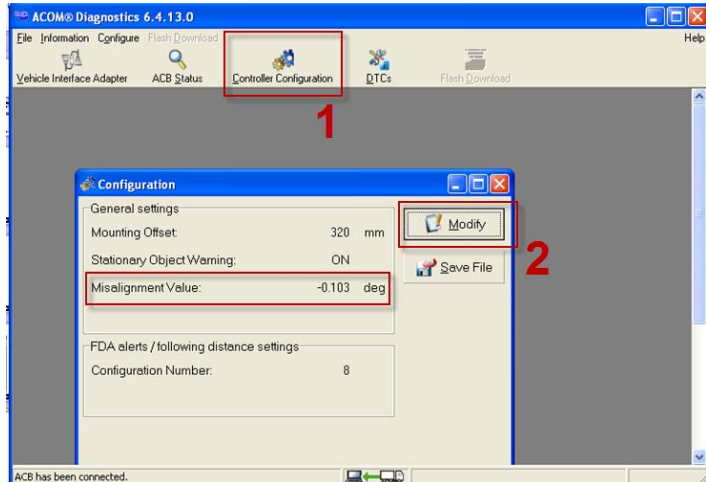 ACOM® Diagnostics 6.4.13.0
File Information Configure Flash Download Help
Vehicle Interface Adapter ACB Status Controller Configuration DTCs Flash Download
1
Configuration
General settings
Mounting Offset: 320 mm
Modify
Stationary Object Warning: ON
2
Save File
Misalignment Value: -0.103 deg
FDA alerts / following distance settings
Configuration Number: 8
ACB has been connected.